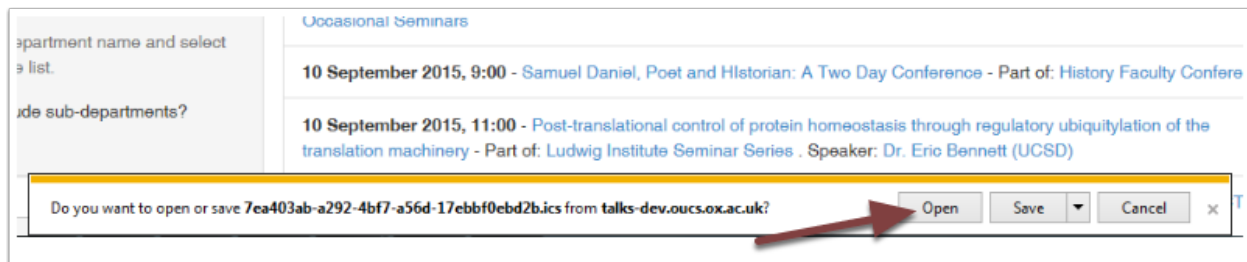 Occasional Seminars
epartment name and select
list.
ude sub-departments?
10 September 2015, 9:00 - Samuel Daniel, Poet and HIstorian: A Two Day Conference - Part of: History Faculty Confere
10 September 2015, 11:00 - Post-translational control of protein homeostasis through regulatory ubiquitylation of the
translation machinery - Part of: Ludwig Institute Seminar Series . Speaker: Dr. Eric Bennett (UCSD)
Do you want to open or save 7ea403ab-a292-4bf7-a56d-17ebbf0ebd2b.ics from talks-dev.oucs.ox.ac.uk?
Open
Save
Cancel